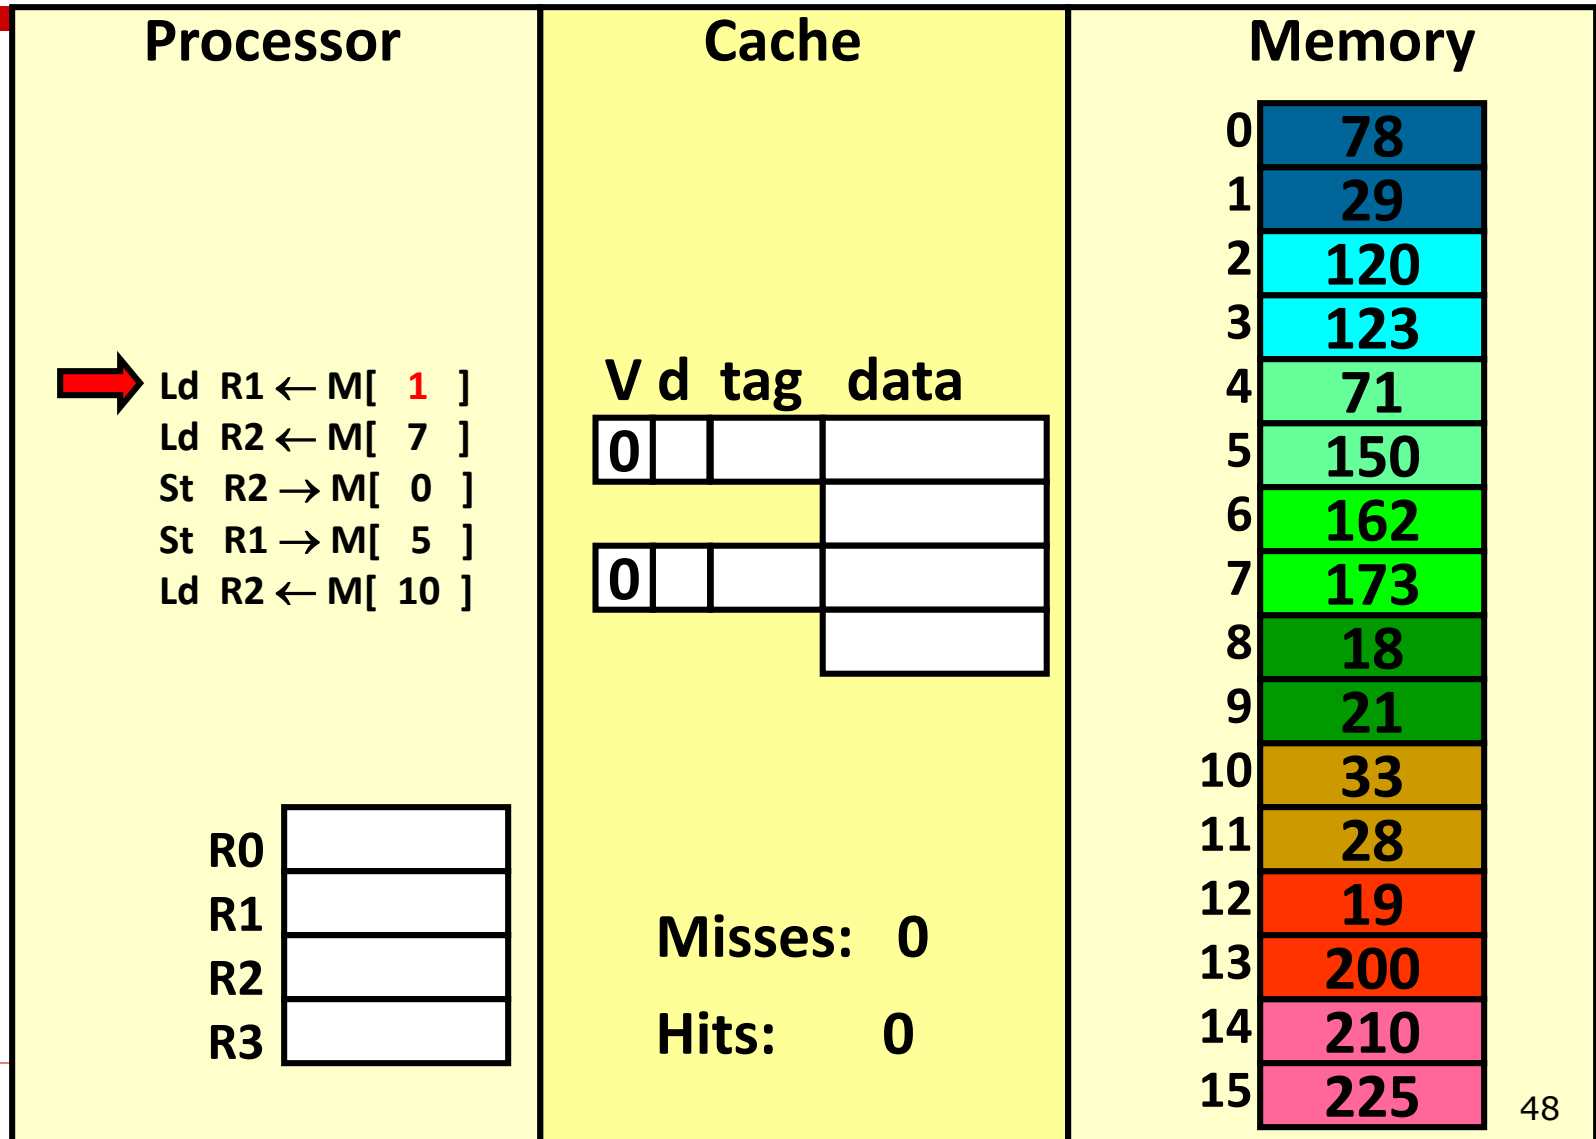 Processor
Ld R1 ← M[ 1 ]
Ld R2 ← M[ 7 ]
St R2 → M[ 0 ]
St R1 → M[ 5 ]
Ld R2 ← M[ 10 ]
R0
R1
R2
R3
Cache
V d tag data
0
0
Misses: 0
Hits: 0
Memory
0 78
1 29
2 120
3 123
4 71
5 150
6 162
7 173
8 18
9 21
10 33
11 28
12 19
13 200
14 210
15 225
48